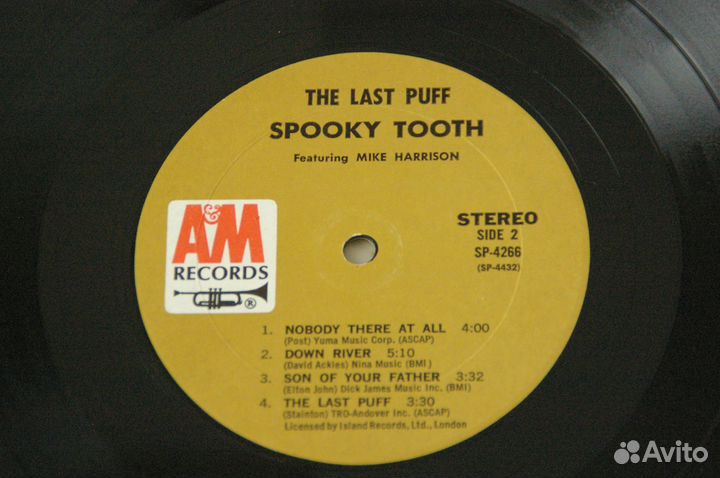 THE LAST PUFF
SPOOKY TOOTH
Featuring MIKE HARRISON
A&M
RECORDS
®
STEREO
SIDE 2
SP-4266
(SP-4432)
1. NOBODY THERE AT ALL 4:00
(Post) Yuma Music Corp. (ASCAP)
2. DOWN RIVER 5:10
(David Ackles) Nina Music (BMI)
3. SON OF YOUR FATHER 3:32
(Elton John) Dick James Music Inc. (BMI)
4. THE LAST PUFF 3:30
(Stainton) TRO-Andover Inc. (ASCAP)
Licensed by Island Records, Ltd., London
Avito